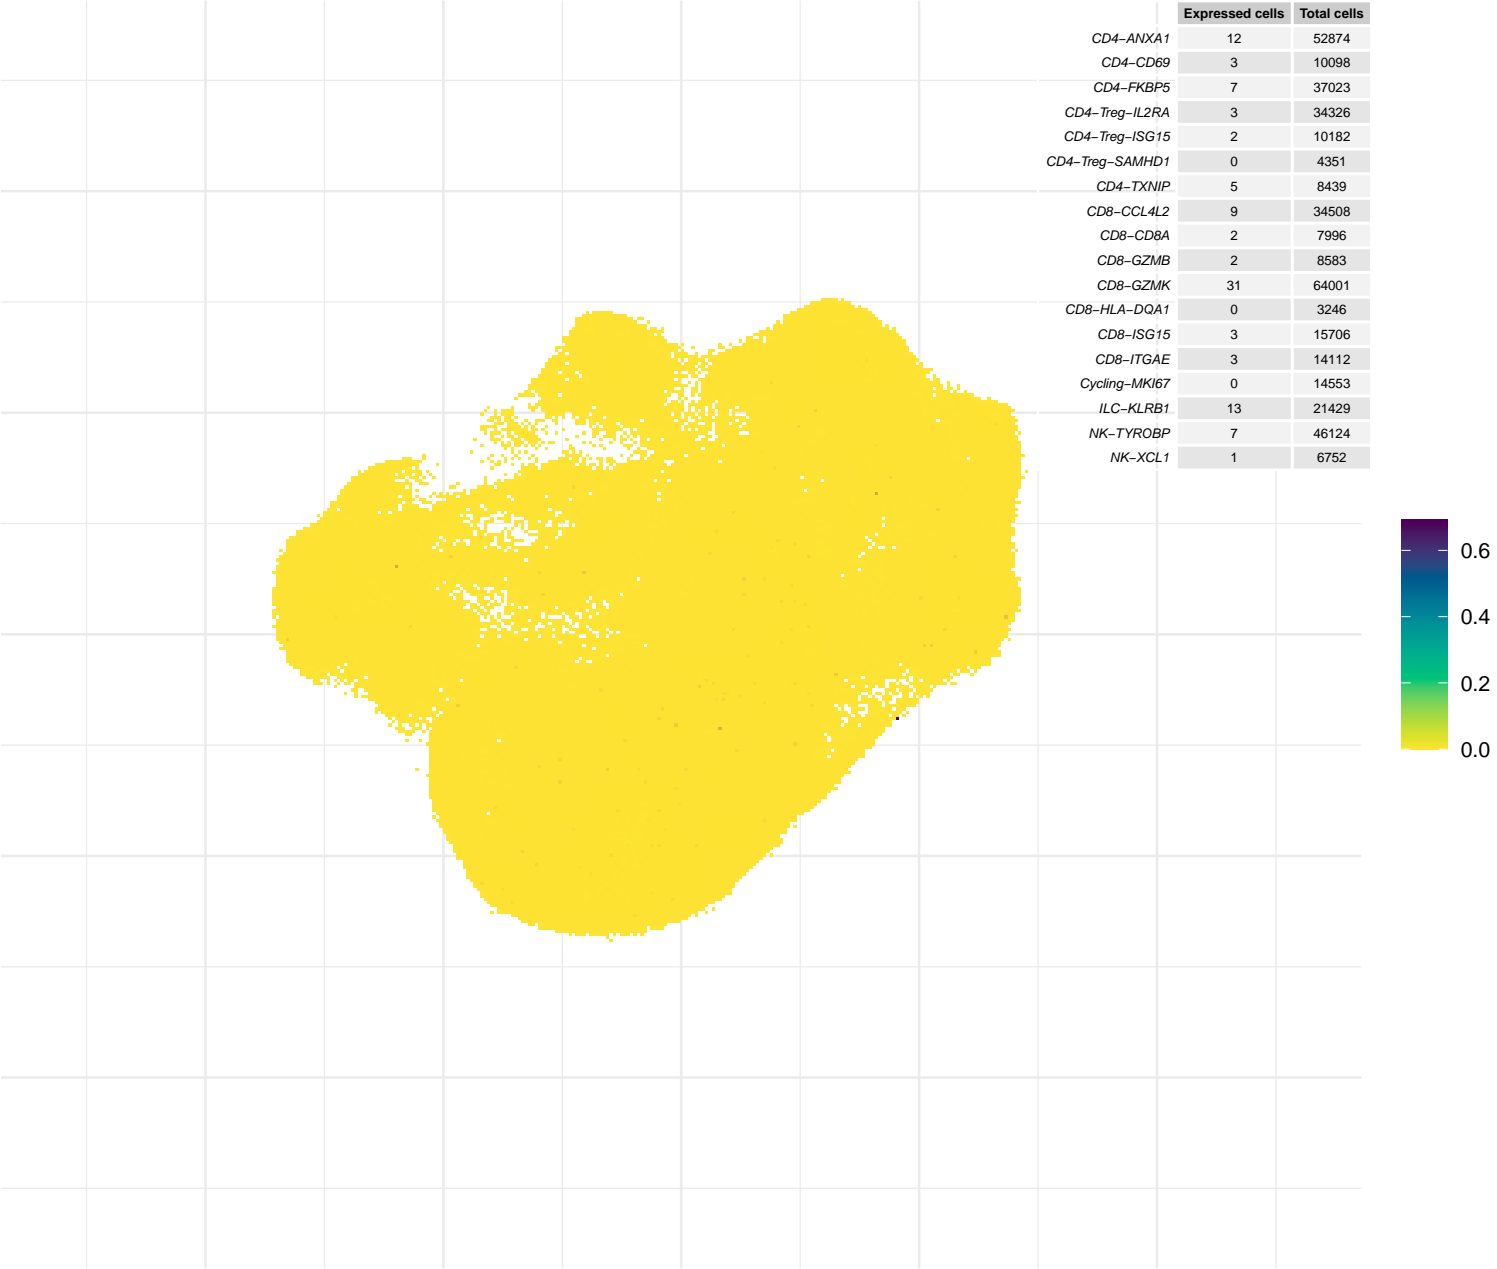 Expressed cells Total cells
CD4−ANXA1 12 52874
CD4−CD69 3 10098
CD4−FKBP5 7 37023
CD4−Treg−IL2RA 3 34326
CD4−Treg−ISG15 2 10182
CD4−Treg−SAMHD1 0 4351
CD4−TXNIP 5 8439
CD8−CCL4L2 9 34508
CD8−CD8A 2 7996
CD8−GZMB 2 8583
CD8−GZMK 31 64001
CD8−HLA−DQA1 0 3246
CD8−ISG15 3 15706
CD8−ITGAE 3 14112
Cycling−MKI67 0 14553
ILC−KLRB1 13 21429
NK−TYROBP 7 46124
NK−XCL1 1 6752
0.6
0.4
0.2
0.0